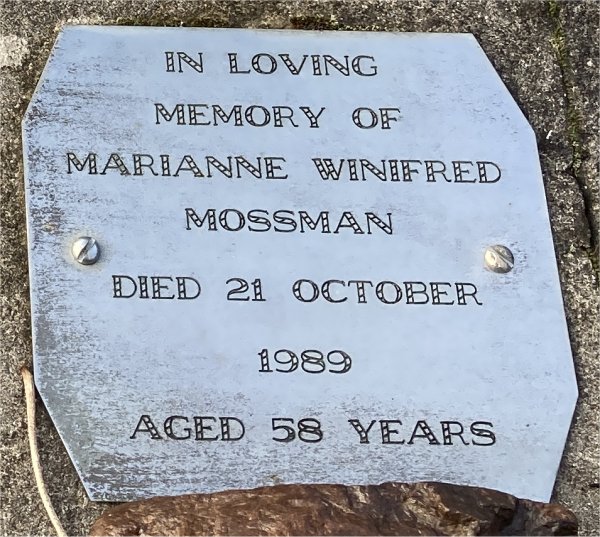 IN LOVING
MEMORY OF
MARIANNE WINIFRED
MOSSMAN
DIED 21 OCTOBER
1989
AGED 58 YEARS